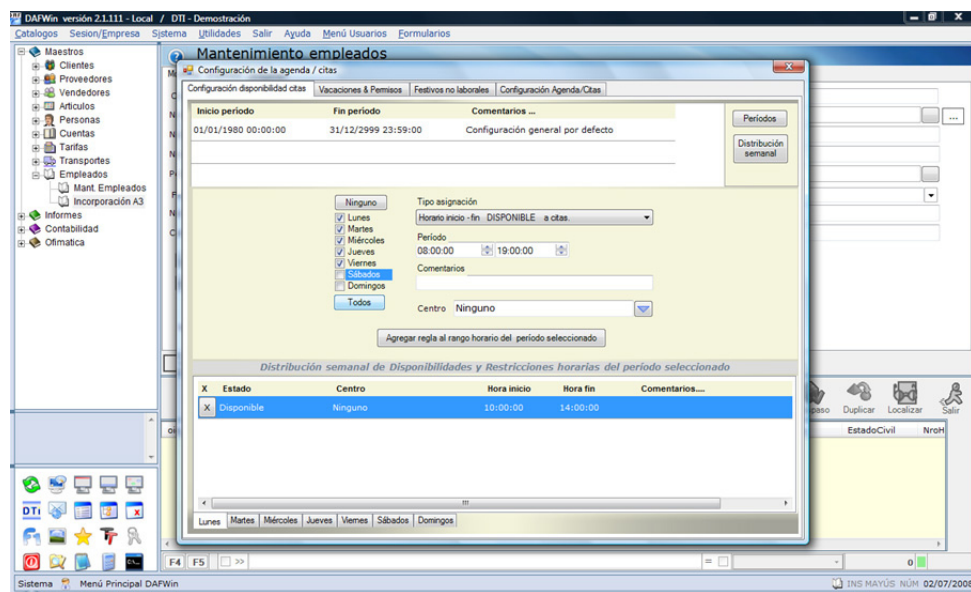 DAFWin versión 2.1.111 - Local / DTI - Demostración
Catalogos Sesion/Empresa Sistema Utilidades Salir Ayuda Menú Usuarios Formularios
Maestros
Clientes
Proveedores
Vendedores
Articulos
Personas
Cuentas
Tarifas
Transportes
Empleados
Mant. Empleados
Incorporación A3
Informes
Contabilidad
Ofimatica
Mantenimiento empleados
Configuración de la agenda / citas
Configuración disponibilidad citas Vacaciones & Permisos Festivos no laborales Configuración Agenda/Citas
Inicio período Fin período Comentarios ...
01/01/1980 00:00:00 31/12/2999 23:59:00 Configuración general por defecto
Períodos
Distribución
semanal
Ninguno
Lunes
Martes
Miércoles
Jueves
Viernes
Sábados
Domingos
Todos
Tipo asignación
Horario inicio - fin DISPONIBLE a citas.
Período
08:00:00 19:00:00
Comentarios
Centro Ninguno
Agregar regla al rango horario del período seleccionado
Distribución semanal de Disponibilidades y Restricciones horarias del período seleccionado
X Estado Centro Hora inicio Hora fin Comentarios....
X Disponible Ninguno 10:00:00 14:00:00
Lunes Martes Miércoles Jueves Viernes Sábados Domingos
...
Duplicar Localizar Salir
EstadoCivil NroH
DTI
F4 F5 >> = 0
Sistema Menú Principal DAFWin INS MAYÚS NÚM 02/07/2008